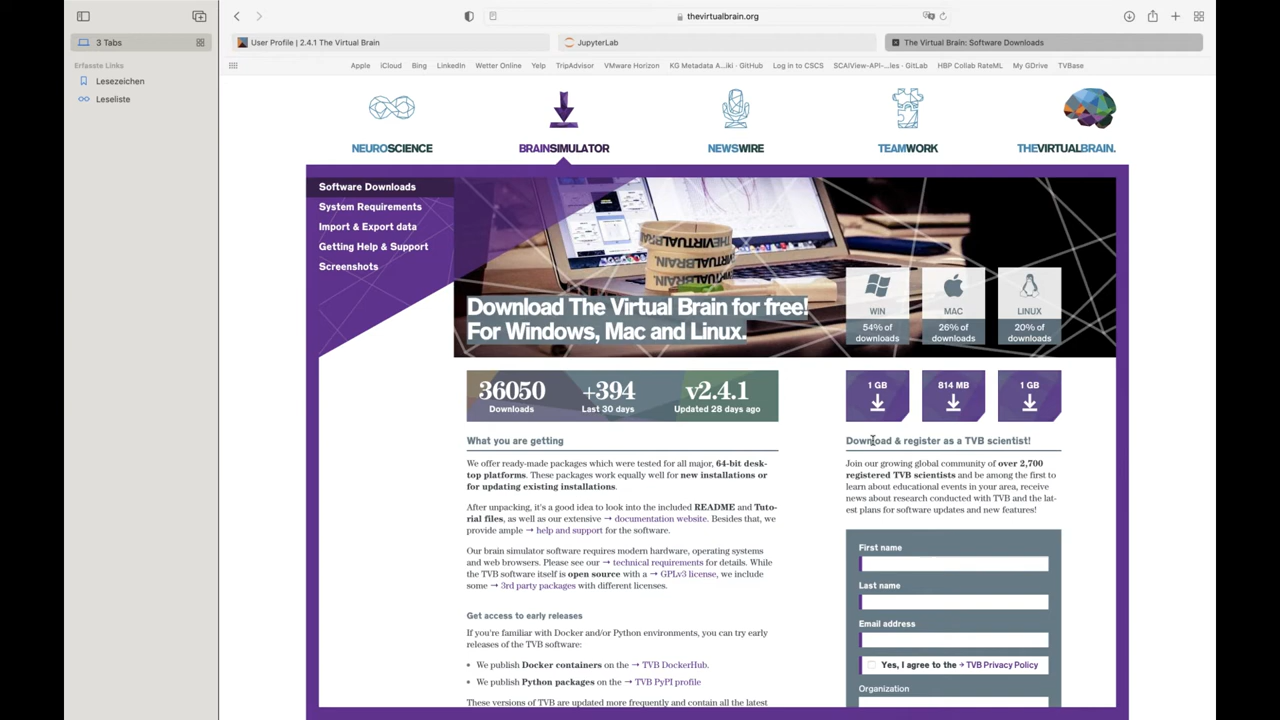 thevirtualbrain.org
3 Tabs
User Profile | 2.4.1 The Virtual Brain
JupyterLab
The Virtual Brain: Software Downloads
Erfasste Links
Lesezeichen
Leseliste
Apple iCloud Bing LinkedIn Wetter Online Yelp TripAdvisor VMware Horizon KG Metadata A...iki · GitHub Log in to CSCS SCAIView-API-...ies · GitLab HBP Collab RateML My GDrive TVBase
NEUROSCIENCE
BRAINSIMULATOR
NEWSWIRE
TEAMWORK
THEVIRTUALBRAIN.
Software Downloads
System Requirements
Import & Export data
Getting Help & Support
Screenshots
Download The Virtual Brain for free!
For Windows, Mac and Linux.
WIN
54% of
downloads
MAC
26% of
downloads
LINUX
20% of
downloads
36050
Downloads
+394
Last 30 days
v2.4.1
Updated 28 days ago
1 GB
814 MB
1 GB
What you are getting
We offer ready-made packages which were tested for all major, 64-bit desk-
top platforms. These packages work equally well for new installations or
for updating existing installations.
After unpacking, it's a good idea to look into the included README and Tuto-
rial files, as well as our extensive → documentation website. Besides that, we
provide ample → help and support for the software.
Our brain simulator software requires modern hardware, operating systems
and web browsers. Please see our → technical requirements for details. While
the TVB software itself is open source with a → GPLv3 license, we include
some → 3rd party packages with different licenses.
Get access to early releases
If you're familiar with Docker and/or Python environments, you can try early
releases of the TVB software:
• We publish Docker containers on the → TVB DockerHub.
• We publish Python packages on the → TVB PyPI profile
These versions of TVB are updated more frequently and contain all the latest
Download & register as a TVB scientist!
Join our growing global community of over 2,700
registered TVB scientists and be among the first to
learn about educational events in your area, receive
news about research conducted with TVB and the lat-
est plans for software updates and new features!
First name
Last name
Email address
Yes, I agree to the → TVB Privacy Policy
Organization